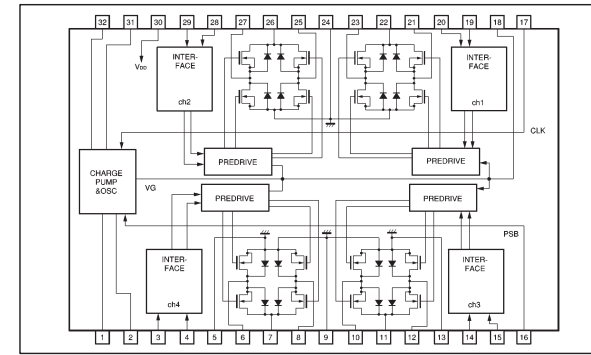 32 31 30 29 28 27 26 25 24 23 22 21 20 19 18 17
VDD
INTER-
FACE
ch2
INTER-
FACE
ch1
CLK
PREDRIVE
PREDRIVE
CHARGE
PUMP
&OSC
VG
PREDRIVE
PREDRIVE
PSB
INTER-
FACE
ch4
INTER-
FACE
ch3
1 2 3 4 5 6 7 8 9 10 11 12 13 14 15 16